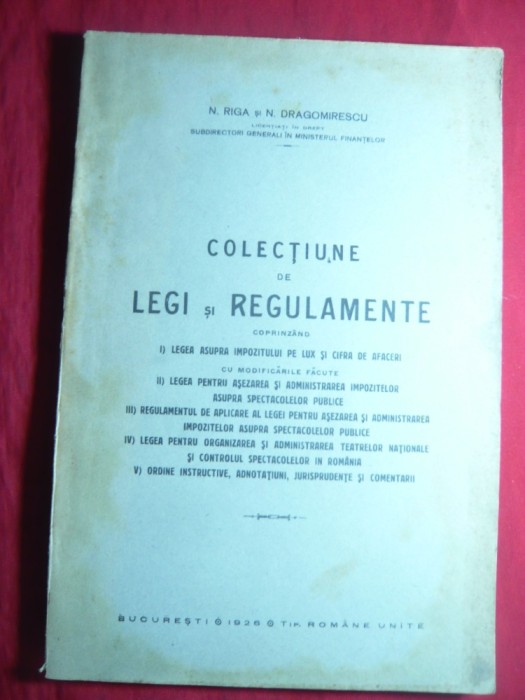 N. RIGA și N. DRAGOMIRESCU
LICENȚIAȚI ÎN DREPT
SUBDIRECTORI GENERALI ÎN MINISTERUL FINANȚELOR
COLECȚIUNE
DE
LEGI și REGULAMENTE
COPRINZÂND
I) LEGEA ASUPRA IMPOZITULUI PE LUX ȘI CIFRA DE AFACERI
CU MODIFICĂRILE FĂCUTE
II) LEGEA PENTRU AȘEZAREA ȘI ADMINISTRAREA IMPOZITELOR
ASUPRA SPECTACOLELOR PUBLICE
III) REGULAMENTUL DE APLICARE AL LEGEI PENTRU AȘEZAREA ȘI ADMINISTRAREA
IMPOZITELOR ASUPRA SPECTACOLELOR PUBLICE
IV) LEGEA PENTRU ORGANIZAREA ȘI ADMINISTRAREA TEATRELOR NAȚIONALE
ȘI CONTROLUL SPECTACOLELOR IN ROMÂNIA
V) ORDINE INSTRUCTIVE, ADNOTAȚIUNI, JURISPRUDENȚE ȘI COMENTARII
BUCUREȘTI 1926 TIP. ROMÂNE UNITE